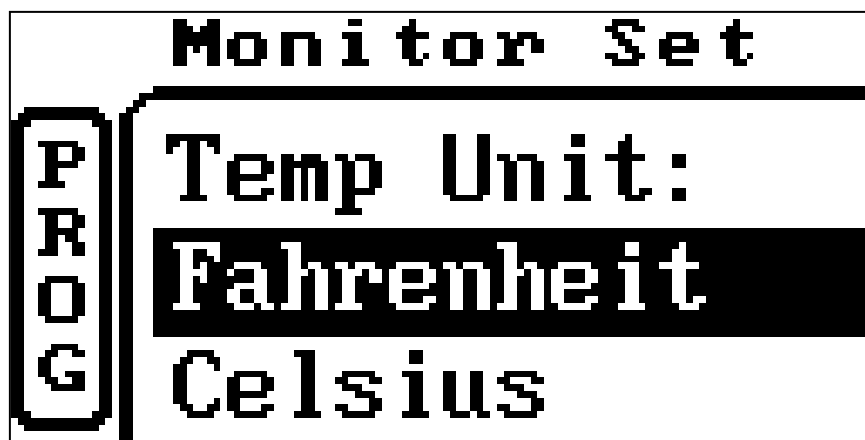 Monitor Set
PROG
Temp Unit:
Fahrenheit
Celsius